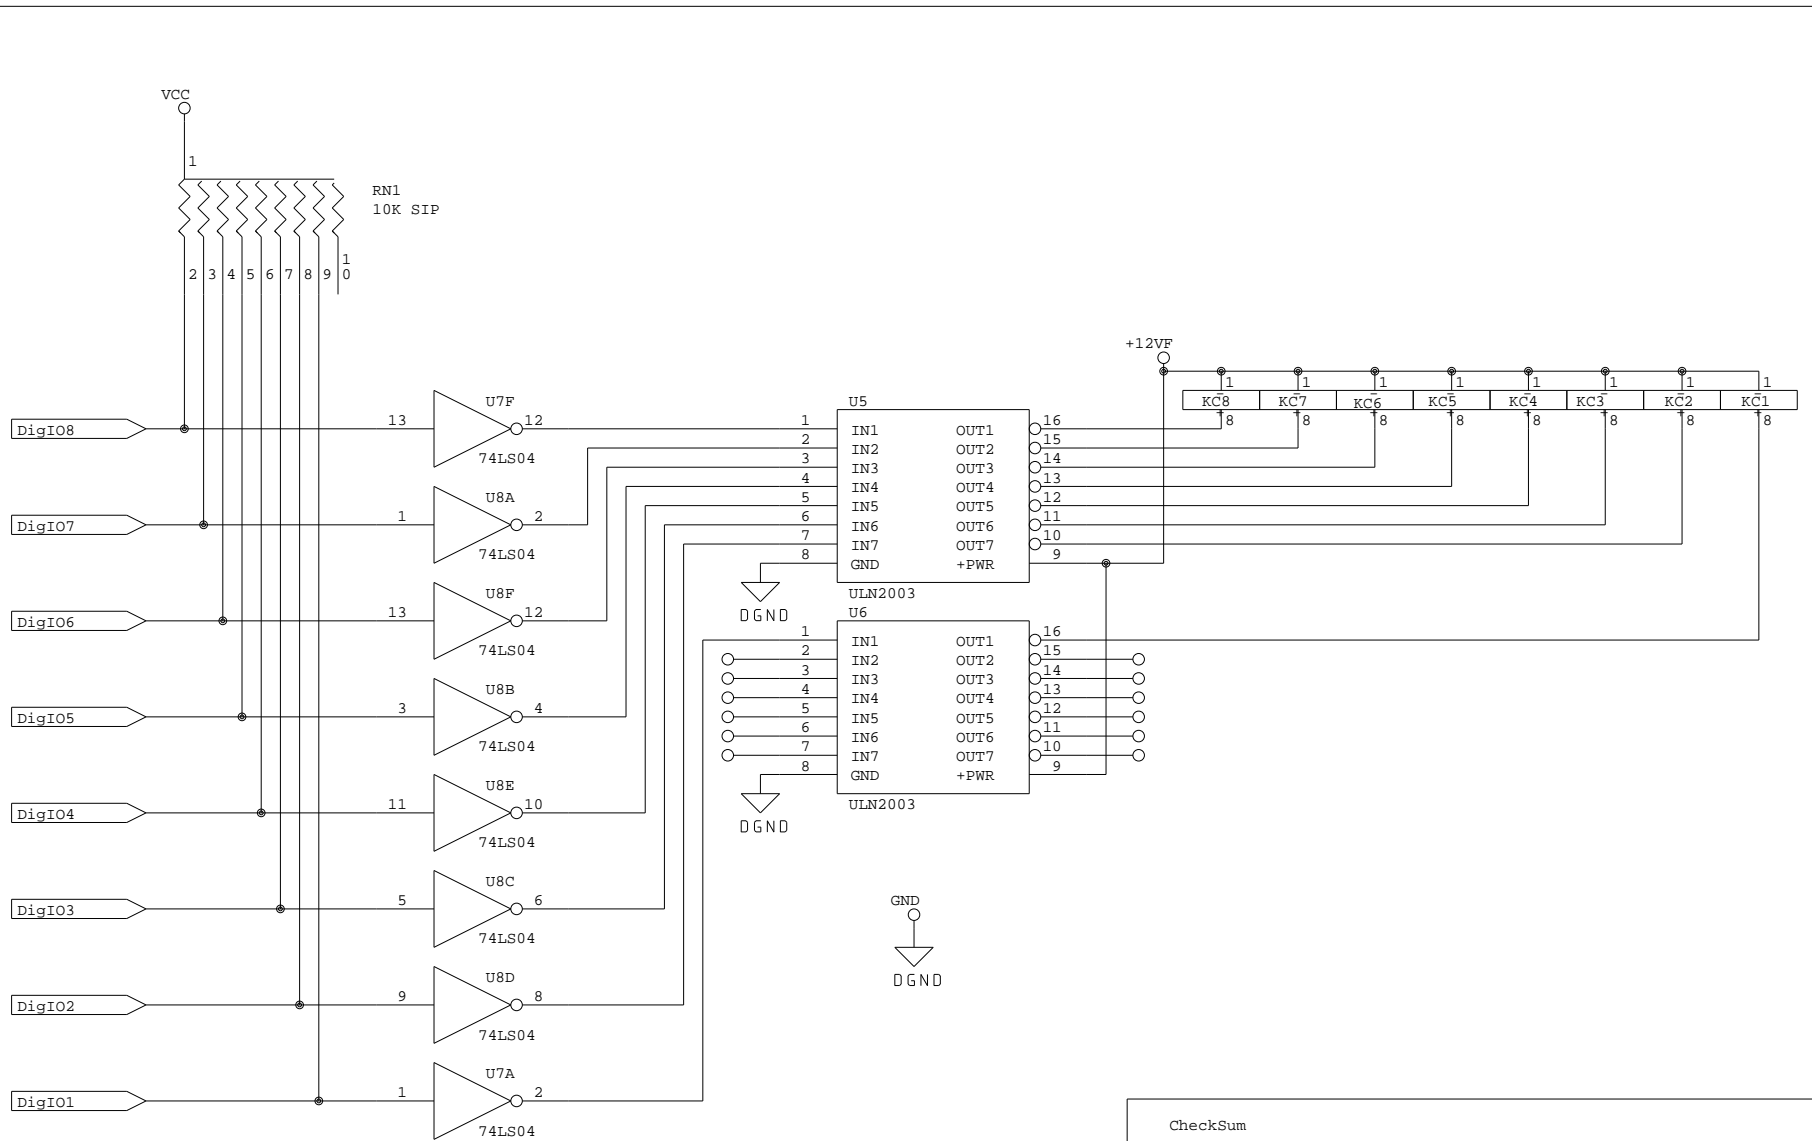 VCC
1
RN1
10K SIP
2 3 4 5 6 7 8 9 10
+12VF
1 1 1 1 1 1 1 1
KC8 KC7 KC6 KC5 KC4 KC3 KC2 KC1
8 8 8 8 8 8 8 8
DigIO8 13 U7F 12
74LS04
DigIO7 1 U8A 2
74LS04
DigIO6 13 U8F 12
74LS04
DigIO5 3 U8B 4
74LS04
DigIO4 11 U8E 10
74LS04
DigIO3 5 U8C 6
74LS04
DigIO2 9 U8D 8
74LS04
DigIO1 1 U7A 2
74LS04
U5
1 IN1 OUT1 16
2 IN2 OUT2 15
3 IN3 OUT3 14
4 IN4 OUT4 13
5 IN5 OUT5 12
6 IN6 OUT6 11
7 IN7 OUT7 10
8 GND +PWR 9
DGND
ULN2003
U6
1 IN1 OUT1 16
2 IN2 OUT2 15
3 IN3 OUT3 14
4 IN4 OUT4 13
5 IN5 OUT5 12
6 IN6 OUT6 11
7 IN7 OUT7 10
8 GND +PWR 9
ULN2003
DGND
GND
DGND
CheckSum